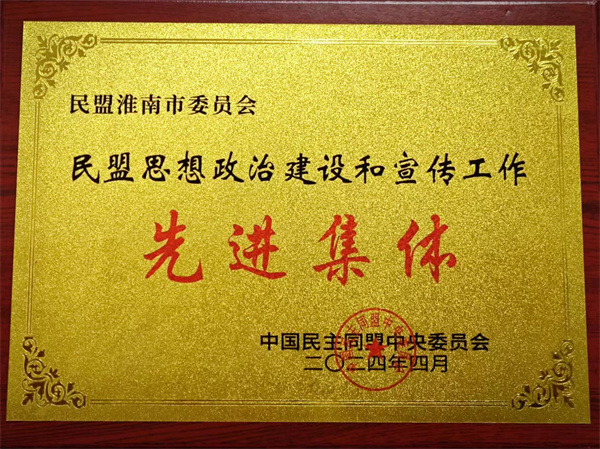 民盟淮南市委员会
民盟思想政治建设和宣传工作
先进集体
中国民主同盟中央委员会
二〇二四年四月